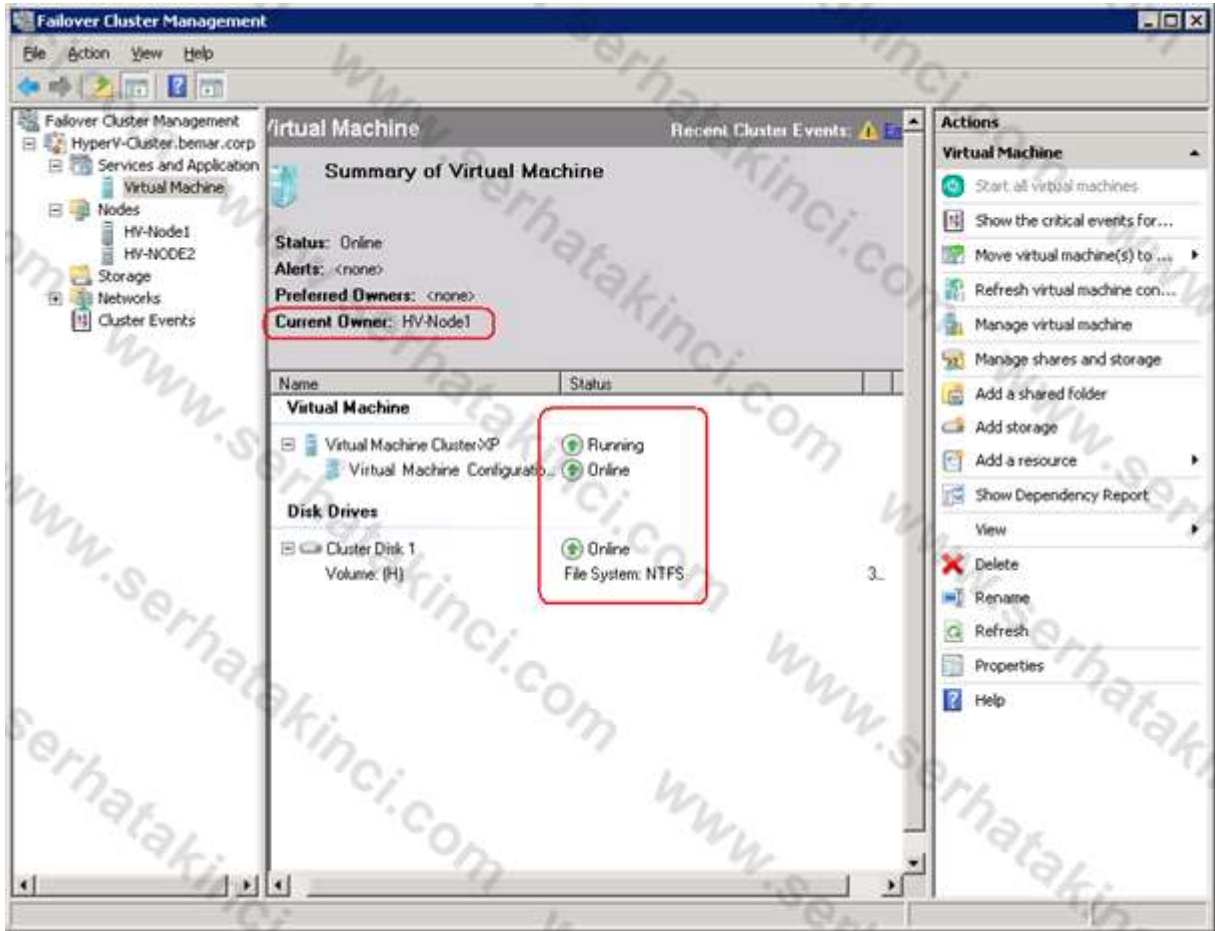 Failover Cluster Management
File Action View Help
Failover Cluster Management
HyperV-Cluster.bemar.corp
Services and Application
Virtual Machine
Nodes
HV-Node1
HV-NODE2
Storage
Networks
Cluster Events
Virtual Machine Recent Cluster Events:
Summary of Virtual Machine
Status: Online
Alerts: <none>
Preferred Owners: <none>
Current Owner: HV-Node1
Name Status
Virtual Machine
Virtual Machine ClusterXP Running
Virtual Machine Configuratio... Online
Disk Drives
Cluster Disk 1 Online
Volume: (H) File System: NTFS 3...
Actions
Virtual Machine
Start all virtual machines
Show the critical events for...
Move virtual machine(s) to ...
Refresh virtual machine con...
Manage virtual machine
Manage shares and storage
Add a shared folder
Add storage
Add a resource
Show Dependency Report
View
Delete
Rename
Refresh
Properties
Help
www.serhatakinci.com